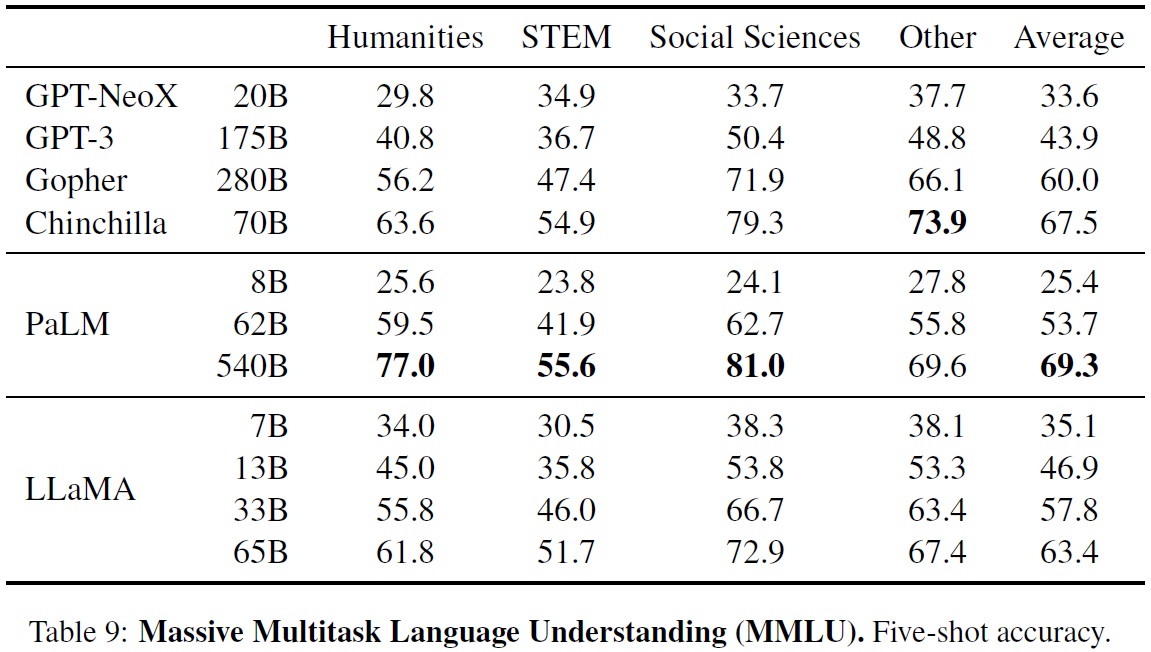 Humanities STEM Social Sciences Other Average
GPT-NeoX 20B 29.8 34.9 33.7 37.7 33.6
GPT-3 175B 40.8 36.7 50.4 48.8 43.9
Gopher 280B 56.2 47.4 71.9 66.1 60.0
Chinchilla 70B 63.6 54.9 79.3 73.9 67.5
8B 25.6 23.8 24.1 27.8 25.4
PaLM 62B 59.5 41.9 62.7 55.8 53.7
540B 77.0 55.6 81.0 69.6 69.3
7B 34.0 30.5 38.3 38.1 35.1
LLaMA 13B 45.0 35.8 53.8 53.3 46.9
33B 55.8 46.0 66.7 63.4 57.8
65B 61.8 51.7 72.9 67.4 63.4
Table 9: Massive Multitask Language Understanding (MMLU). Five-shot accuracy.